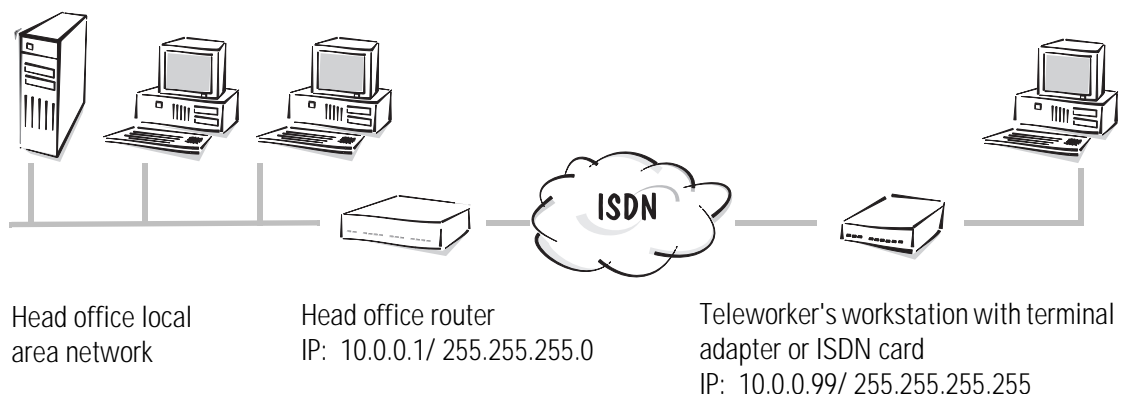 ISDN
Head office local
area network
Head office router
IP: 10.0.0.1/ 255.255.255.0
Teleworker's workstation with terminal
adapter or ISDN card
IP: 10.0.0.99/ 255.255.255.255